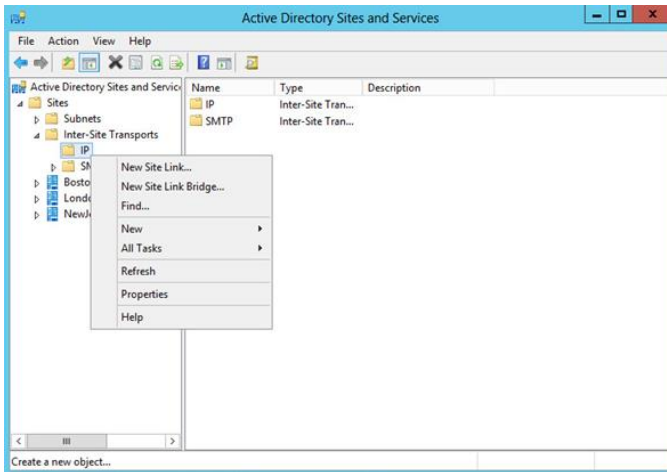 Active Directory Sites and Services
File Action View Help
Active Directory Sites and Servic
Name Type Description
Sites
Subnets
Inter-Site Transports
IP
SM
Bosto
Londo
NewJe
IP Inter-Site Tran...
SMTP Inter-Site Tran...
New Site Link...
New Site Link Bridge...
Find...
New
All Tasks
Refresh
Properties
Help
Create a new object...